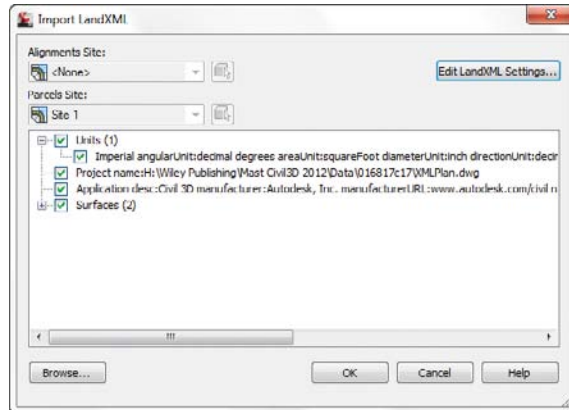 Import LandXML
Alignments Site:
<None>
Edit LandXML Settings...
Parcels Site:
Site 1
Units (1)
Imperial angularUnit:decimal degrees areaUnit:squareFoot diameterUnit:inch directionUnit:decir
Project name:H:\Wiley Publishing\Mast Civil3D 2012\Data\016817c17\XMLPlan.dwg
Application desc:Civil 3D manufacturer:Autodesk, Inc. manufacturerURL:www.autodesk.com/civil n
Surfaces (2)
Browse...
OK
Cancel
Help